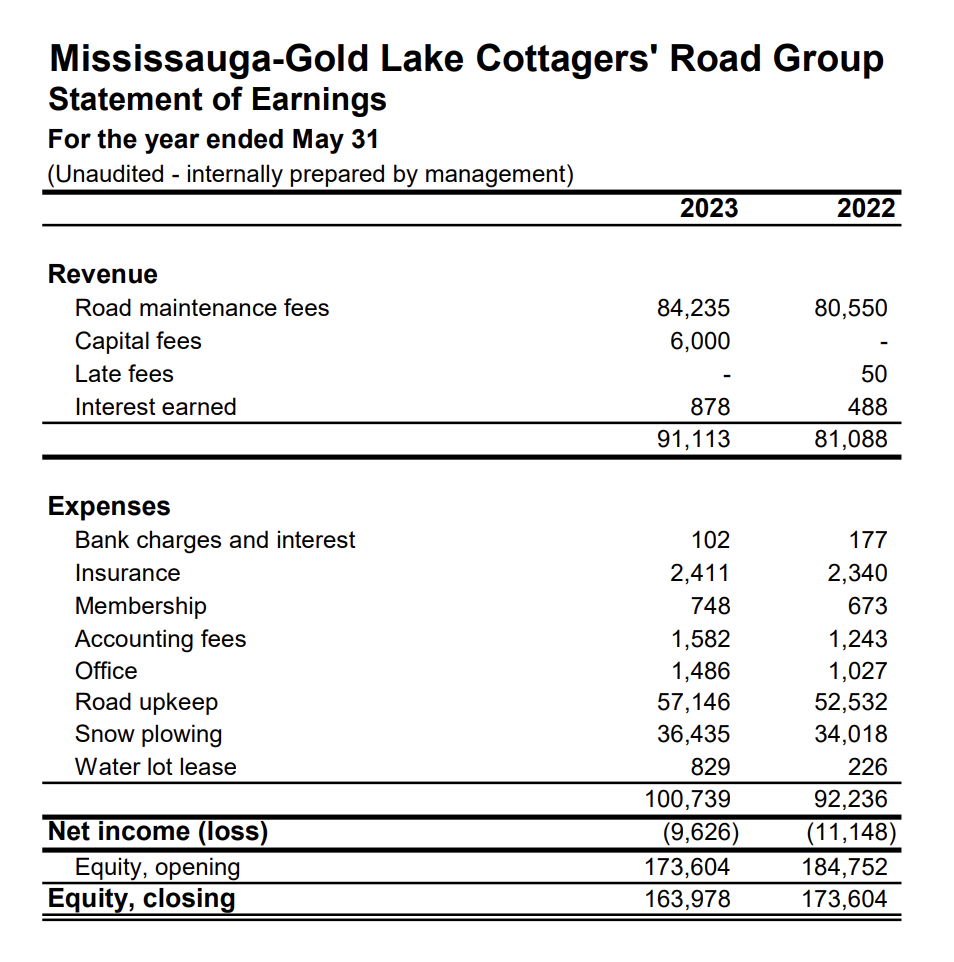 Mississauga-Gold Lake Cottagers' Road Group
Statement of Earnings
For the year ended May 31
(Unaudited - internally prepared by management)
2023 2022
Revenue
Road maintenance fees 84,235 80,550
Capital fees 6,000 -
Late fees - 50
Interest earned 878 488
91,113 81,088
Expenses
Bank charges and interest 102 177
Insurance 2,411 2,340
Membership 748 673
Accounting fees 1,582 1,243
Office 1,486 1,027
Road upkeep 57,146 52,532
Snow plowing 36,435 34,018
Water lot lease 829 226
100,739 92,236
Net income (loss) (9,626) (11,148)
Equity, opening 173,604 184,752
Equity, closing 163,978 173,604